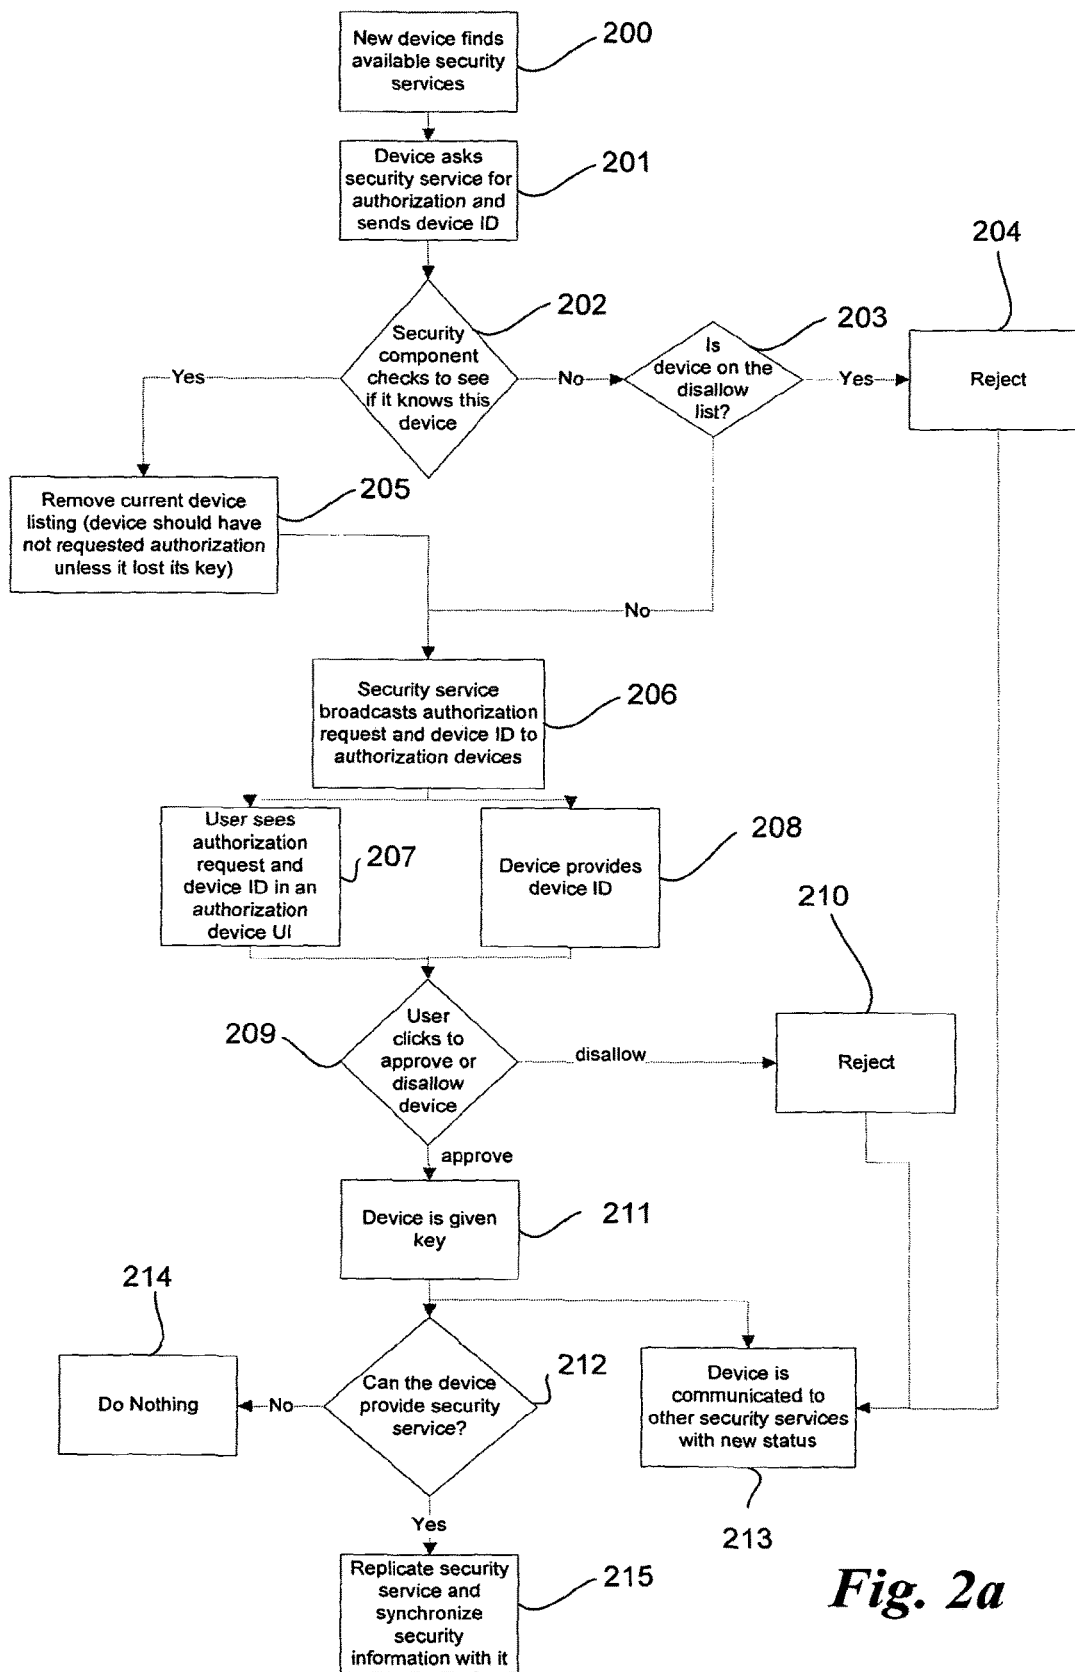 New device finds
available security
services
200
Device asks
security service for
authorization and
sends device ID
201
204
202
203
Security
component
checks to see
if it knows this
device
Is
device on the
disallow
list?
Reject
Yes
No
Yes
205
Remove current device
listing (device should have
not requested authorization
unless it lost its key)
No
Security service
broadcasts authorization
request and device ID to
authorization devices
206
User sees
authorization
request and
device ID in an
authorization
device UI
207
Device provides
device ID
208
210
209
User
clicks to
approve or
disallow
device
disallow
Reject
approve
Device is given
key
211
214
212
Do Nothing
No
Can the device
provide security
service?
Device is
communicated to
other security services
with new status
213
Yes
Replicate security
service and
synchronize
security
information with it
215
Fig. 2a